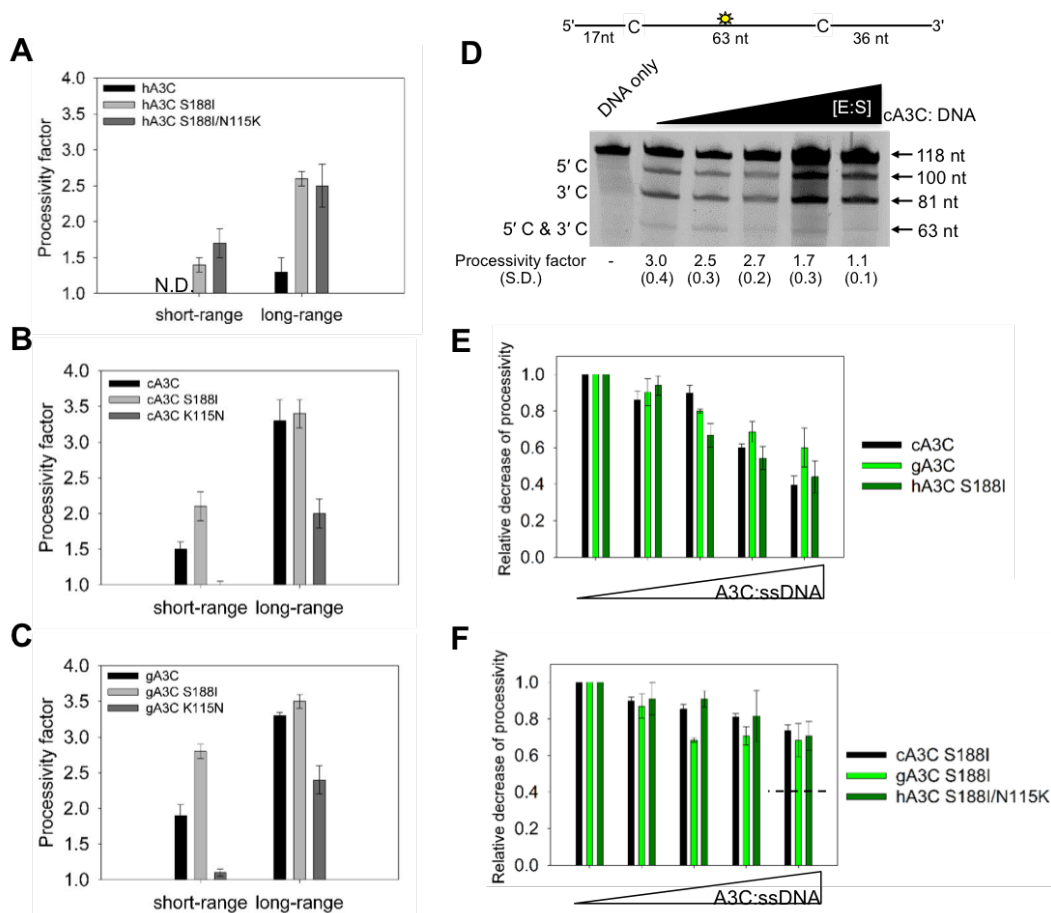 A
Processivity factor
4.0
3.5
3.0
2.5
2.0
1.5
1.0
hA3C
hA3C S188I
hA3C S188I/N115K
N.D.
short-range long-range
B
Processivity factor
4.0
3.5
3.0
2.5
2.0
1.5
1.0
cA3C
cA3C S188I
cA3C K115N
short-range long-range
C
Processivity factor
4.0
3.5
3.0
2.5
2.0
1.5
1.0
gA3C
gA3C S188I
gA3C K115N
short-range long-range
5' C C 3'
17nt 63 nt 36 nt
D
DNA only
[E:S]
cA3C: DNA
5′ C
3′ C
5′ C & 3′ C
118 nt
100 nt
81 nt
63 nt
Processivity factor - 3.0 2.5 2.7 1.7 1.1
(S.D.) (0.4) (0.3) (0.2) (0.3) (0.1)
E
Relative decrease of processivity
1.0
0.8
0.6
0.4
0.2
0.0
cA3C
gA3C
hA3C S188I
A3C:ssDNA
F
Relative decrease of processivity
1.0
0.8
0.6
0.4
0.2
0.0
cA3C S188I
gA3C S188I
hA3C S188I/N115K
A3C:ssDNA